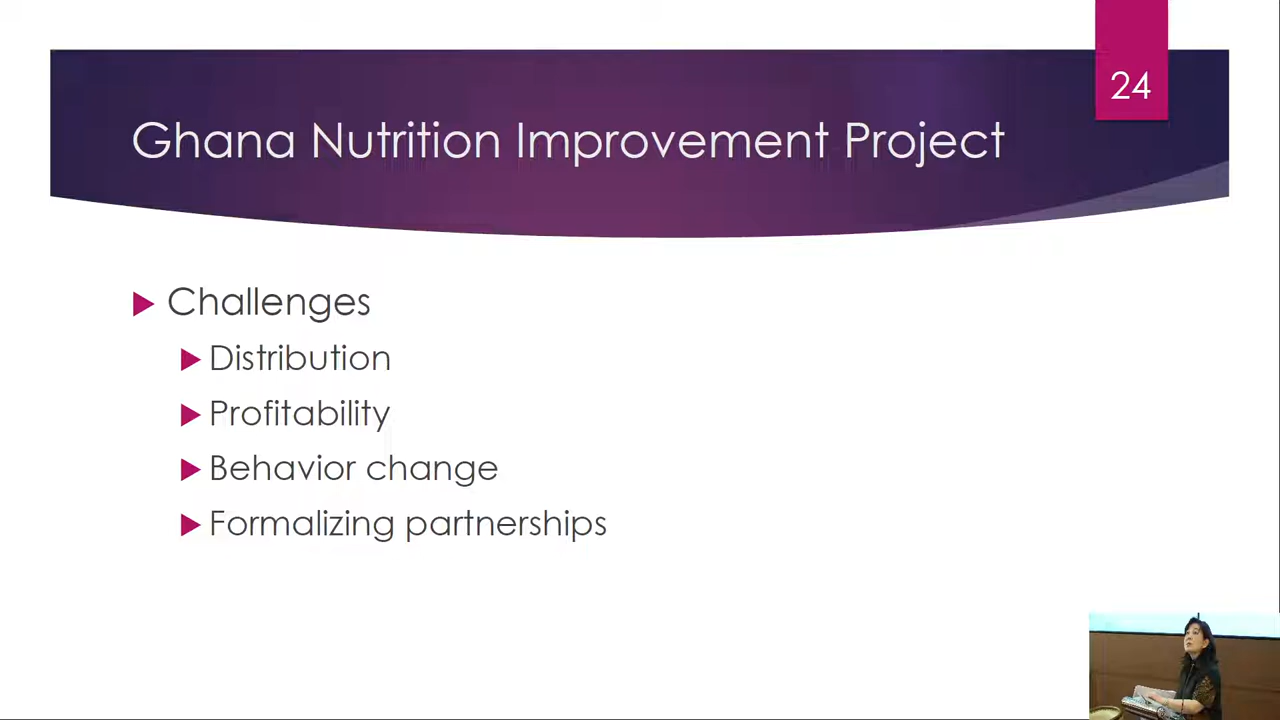 24
Ghana Nutrition Improvement Project
Challenges
Distribution
Profitability
Behavior change
Formalizing partnerships